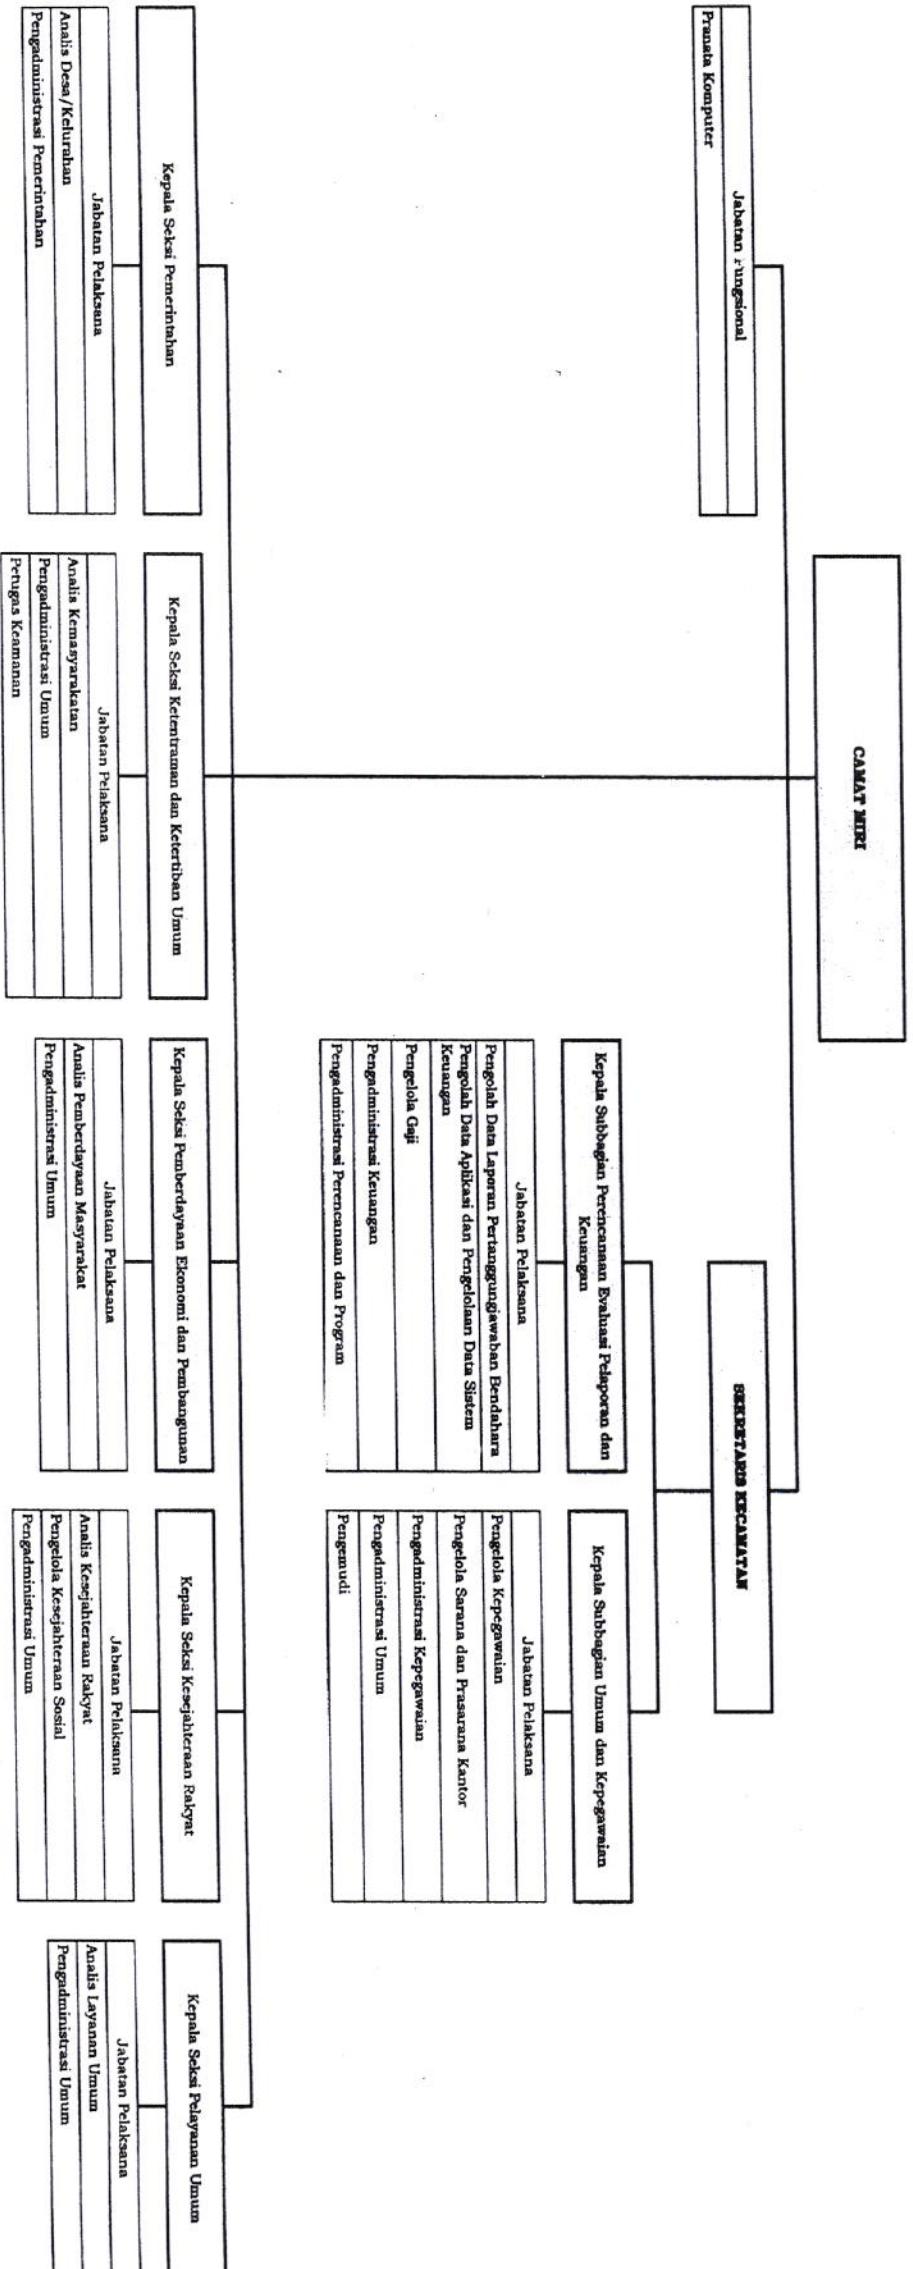 CAMAT MIRI
Jabatan Fungsional
Pranata Komputer
SEKRETARIS KECAMATAN
Kepala Subbagian Perencanaan Evaluasi Pelaporan dan
Keuangan
Jabatan Pelaksana
Pengolah Data Laporan Pertanggungjawaban Bendahara
Pengolah Data Aplikasi dan Pengelolaan Data Sistem
Keuangan
Pengelola Gaji
Pengadministrasi Keuangan
Pengadministrasi Perencanaan dan Program
Kepala Subbagian Umum dan Kepegawaian
Jabatan Pelaksana
Pengelola Kepegawaian
Pengelola Sarana dan Prasarana Kantor
Pengadministrasi Kepegawaian
Pengadministrasi Umum
Pengemudi
Kepala Seksi Pemerintahan
Jabatan Pelaksana
Analis Desa/Kelurahan
Pengadministrasi Pemerintahan
Kepala Seksi Ketentraman dan Ketertiban Umum
Jabatan Pelaksana
Analis Kemasyarakatan
Pengadministrasi Umum
Petugas Keamanan
Kepala Seksi Pemberdayaan Ekonomi dan Pembangunan
Jabatan Pelaksana
Analis Pemberdayaan Masyarakat
Pengadministrasi Umum
Kepala Seksi Kesejahteraan Rakyat
Jabatan Pelaksana
Analis Kesejahteraan Rakyat
Pengelola Kesejahteraan Sosial
Pengadministrasi Umum
Kepala Seksi Pelayanan Umum
Jabatan Pelaksana
Analis Layanan Umum
Pengadministrasi Umum